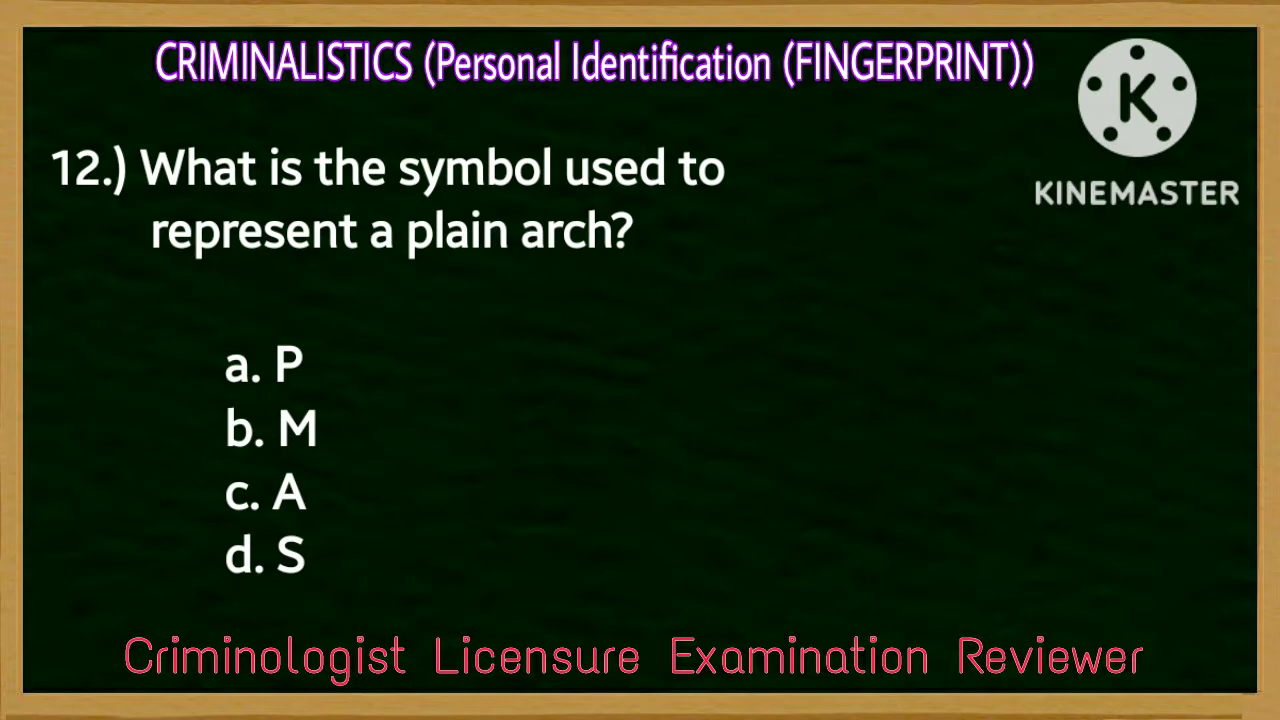 CRIMINALISTICS (Personal Identification (FINGERPRINT))
K
KINEMASTER
12.) What is the symbol used to
represent a plain arch?
a. P
b. M
c. A
d. S
Criminologist Licensure Examination Reviewer